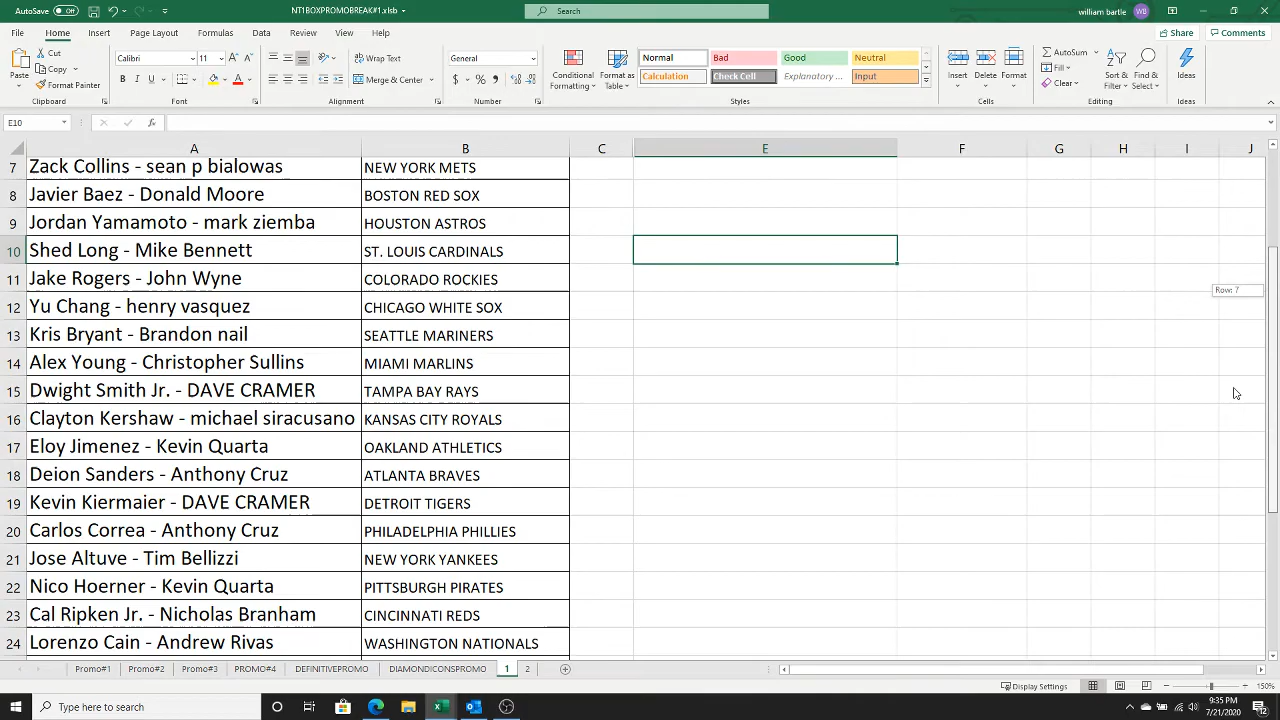 AutoSave Off NT1BOXPROMOBREAK#1.xlsb Search william bartle WB
File Home Insert Page Layout Formulas Data Review View Help Share Comments
Cut Calibri 11 Wrap Text General Normal Bad Good Neutral AutoSum
Paste Copy Format Painter B I U Merge & Center $ % Calculation Check Cell Explanatory ... Input Fill Clear
Conditional Formatting Format as Table Insert Delete Format Sort & Filter Find & Select Ideas
Clipboard Font Alignment Number Styles Cells Editing Ideas
E10 fx
A B C E F G H I J
7 Zack Collins - sean p bialowas NEW YORK METS
8 Javier Baez - Donald Moore BOSTON RED SOX
9 Jordan Yamamoto - mark ziemba HOUSTON ASTROS
10 Shed Long - Mike Bennett ST. LOUIS CARDINALS
11 Jake Rogers - John Wyne COLORADO ROCKIES
Row: 7
12 Yu Chang - henry vasquez CHICAGO WHITE SOX
13 Kris Bryant - Brandon nail SEATTLE MARINERS
14 Alex Young - Christopher Sullins MIAMI MARLINS
15 Dwight Smith Jr. - DAVE CRAMER TAMPA BAY RAYS
16 Clayton Kershaw - michael siracusano KANSAS CITY ROYALS
17 Eloy Jimenez - Kevin Quarta OAKLAND ATHLETICS
18 Deion Sanders - Anthony Cruz ATLANTA BRAVES
19 Kevin Kiermaier - DAVE CRAMER DETROIT TIGERS
20 Carlos Correa - Anthony Cruz PHILADELPHIA PHILLIES
21 Jose Altuve - Tim Bellizzi NEW YORK YANKEES
22 Nico Hoerner - Kevin Quarta PITTSBURGH PIRATES
23 Cal Ripken Jr. - Nicholas Branham CINCINNATI REDS
24 Lorenzo Cain - Andrew Rivas WASHINGTON NATIONALS
Promo#1 Promo#2 Promo#3 PROMO#4 DEFINITIVEPROMO DIAMONDICONSPROMO 1 2
Display Settings 150%
Type here to search 9:35 PM
7/21/2020 12